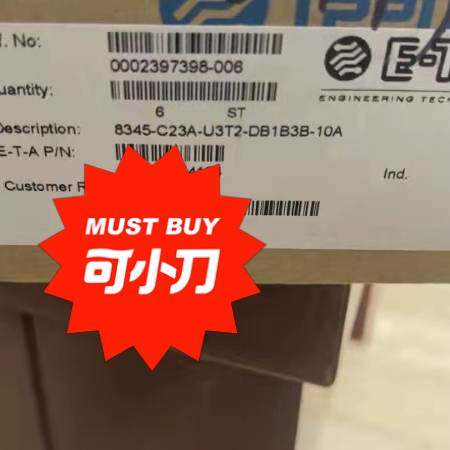 f. No:
0002397398-006
uantity:
6 ST
Description: 8345-C23A-U3T2-DB1B3B-10A
E-T-A P/N:
Customer R
Ind.
E-T
ENGINEERING TECH
MUST BUY
可小刀